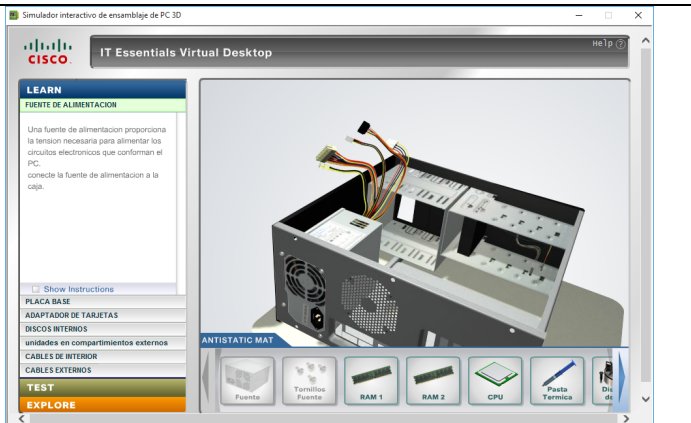 Simulador interactivo de ensamblaje de PC 3D
CISCO
IT Essentials Virtual Desktop
Help ?
LEARN
FUENTE DE ALIMENTACION
Una fuente de alimentacion proporciona
la tension necesaria para alimentar los
circuitos electronicos que conforman el
PC.
conecte la fuente de alimentacion a la
caja.
Show Instructions
PLACA BASE
ADAPTADOR DE TARJETAS
DISCOS INTERNOS
unidades en compartimientos externos
CABLES DE INTERIOR
CABLES EXTERNOS
TEST
EXPLORE
ANTISTATIC MAT
Fuente
Tornillos
Fuente
RAM 1
RAM 2
CPU
Pasta
Termica